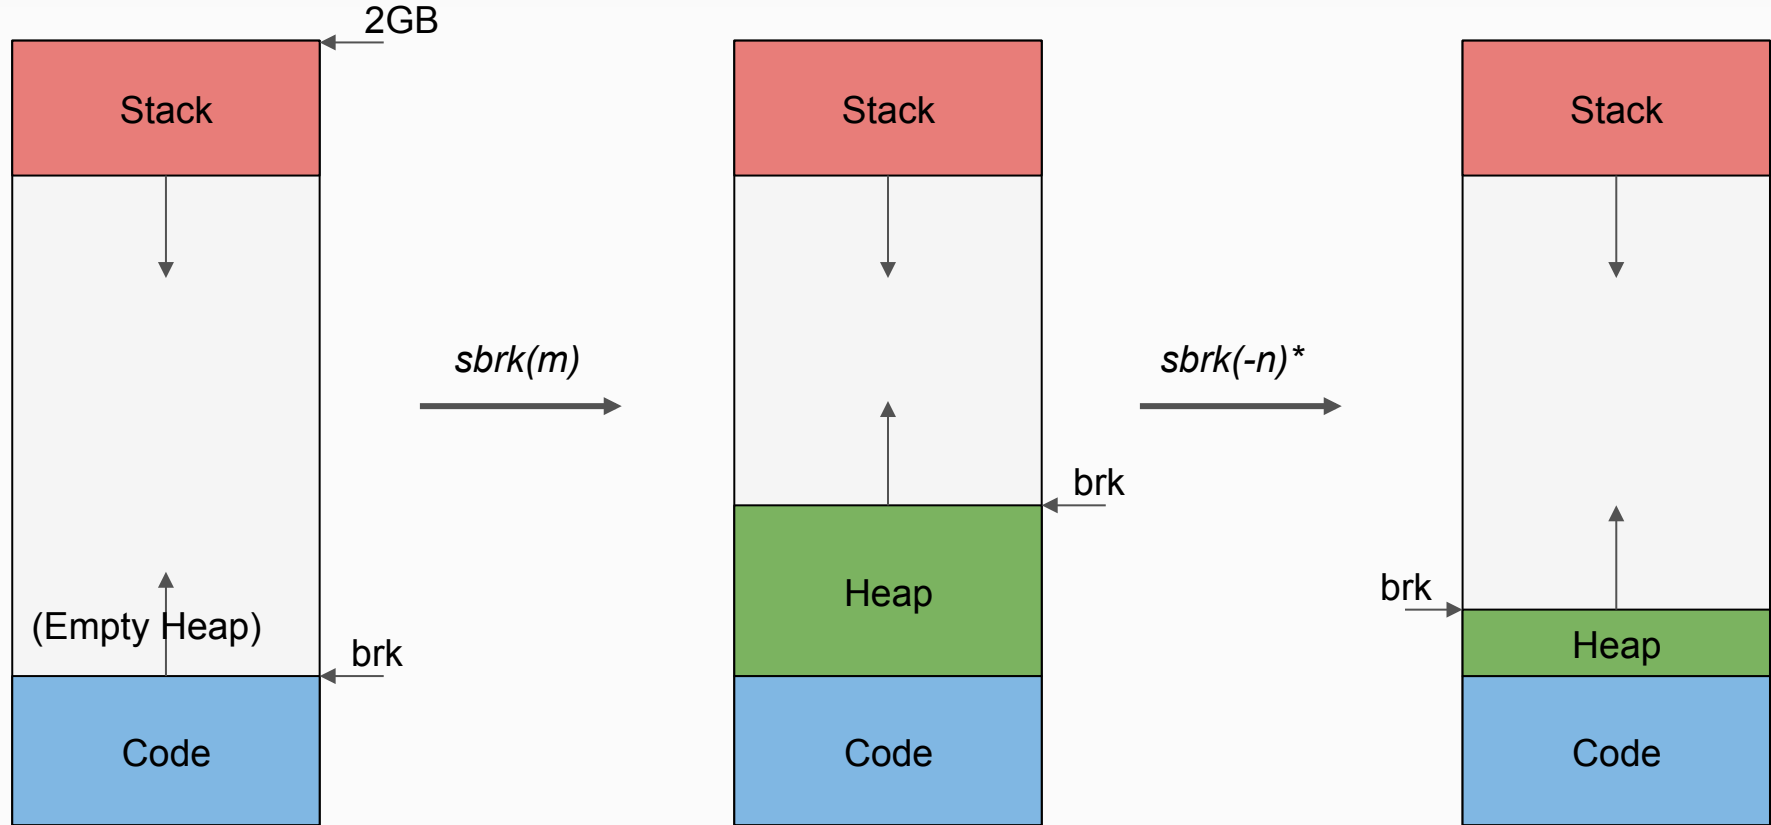 2GB
Stack
(Empty Heap)
brk
Code
sbrk(m)
Stack
brk
Heap
Code
sbrk(-n)*
Stack
brk
Heap
Code